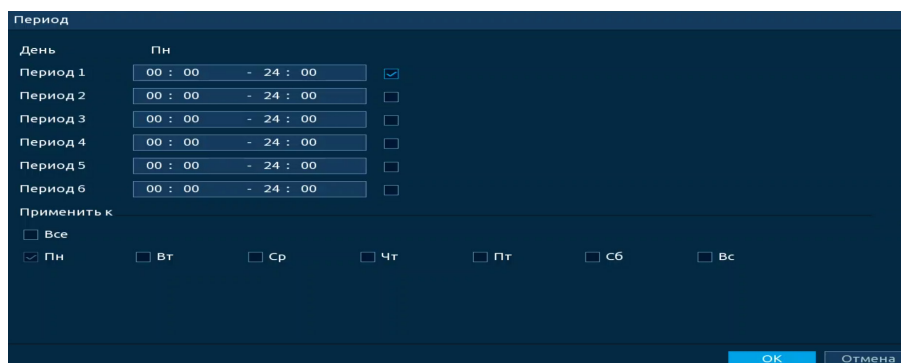 Период
День Пн
Период 1 00 : 00 - 24 : 00
Период 2 00 : 00 - 24 : 00
Период 3 00 : 00 - 24 : 00
Период 4 00 : 00 - 24 : 00
Период 5 00 : 00 - 24 : 00
Период 6 00 : 00 - 24 : 00
Применить к
Все
Пн Вт Ср Чт Пт Сб Вс
OK Отмена